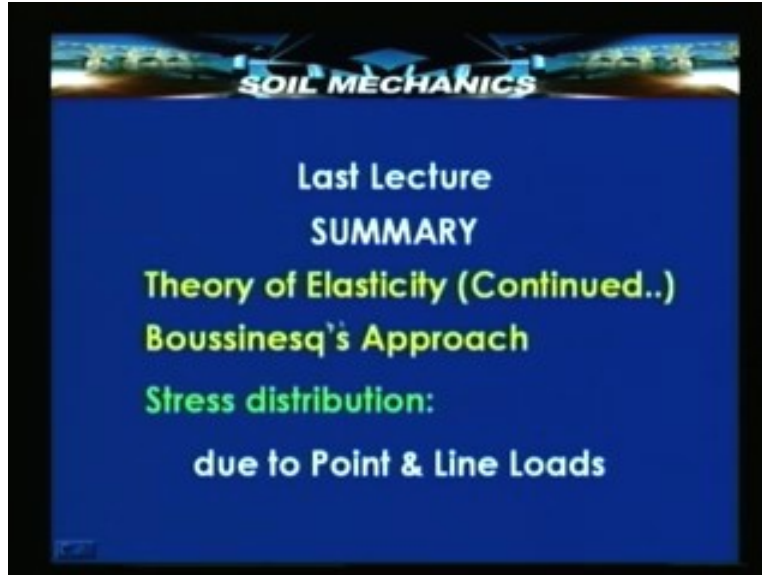 SOIL MECHANICS
Last Lecture
SUMMARY
Theory of Elasticity (Continued..)
Boussinesq's Approach
Stress distribution:
due to Point & Line Loads